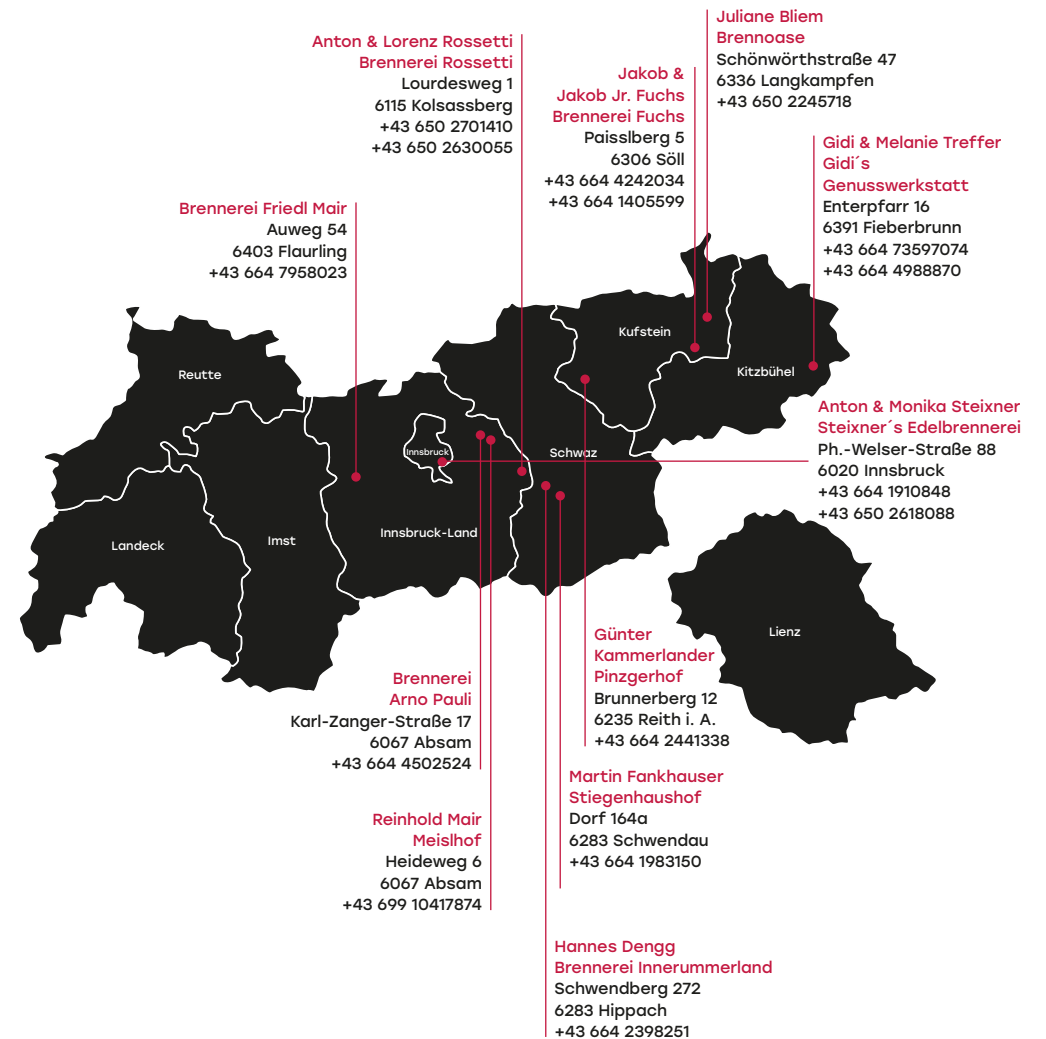 Juliane Bliem
Brennoase
Schönwörthstraße 47
6336 Langkampfen
+43 650 2245718
Anton & Lorenz Rossetti
Brennerei Rossetti
Lourdesweg 1
6115 Kolsassberg
+43 650 2701410
+43 650 2630055
Jakob &
Jakob Jr. Fuchs
Brennerei Fuchs
Paisslberg 5
6306 Söll
+43 664 4242034
+43 664 1405599
Gidi & Melanie Treffer
Gidi´s
Genusswerkstatt
Enterpfarr 16
6391 Fieberbrunn
+43 664 73597074
+43 664 4988870
Brennerei Friedl Mair
Auweg 54
6403 Flaurling
+43 664 7958023
Kufstein
Reutte
Kitzbühel
Innsbruck
Schwaz
Anton & Monika Steixner
Steixner´s Edelbrennerei
Ph.-Welser-Straße 88
6020 Innsbruck
+43 664 1910848
+43 650 2618088
Landeck
Imst
Innsbruck-Land
Lienz
Günter
Kammerlander
Pinzgerhof
Brunnerberg 12
6235 Reith i. A.
+43 664 2441338
Brennerei
Arno Pauli
Karl-Zanger-Straße 17
6067 Absam
+43 664 4502524
Martin Fankhauser
Stiegenhaushof
Dorf 164a
6283 Schwendau
+43 664 1983150
Reinhold Mair
Meislhof
Heideweg 6
6067 Absam
+43 699 10417874
Hannes Dengg
Brennerei Innerummerland
Schwendberg 272
6283 Hippach
+43 664 2398251